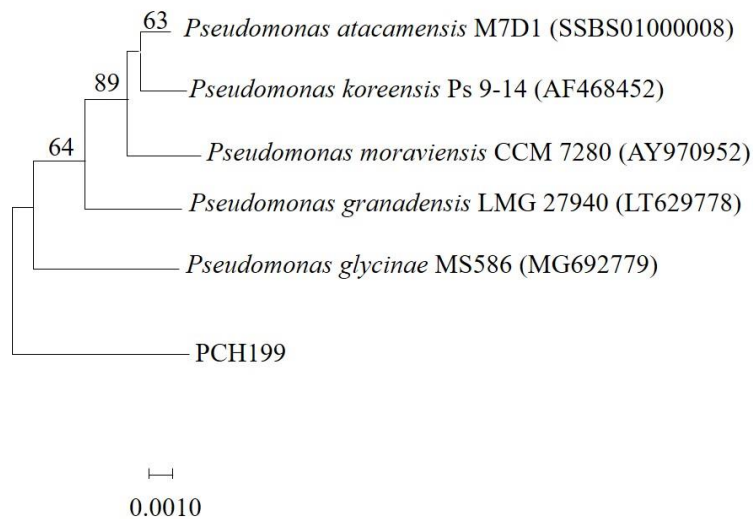 63
Pseudomonas atacamensis M7D1 (SSBS01000008)
89
Pseudomonas koreensis Ps 9-14 (AF468452)
64
Pseudomonas moraviensis CCM 7280 (AY970952)
Pseudomonas granadensis LMG 27940 (LT629778)
Pseudomonas glycinae MS586 (MG692779)
PCH199
0.0010